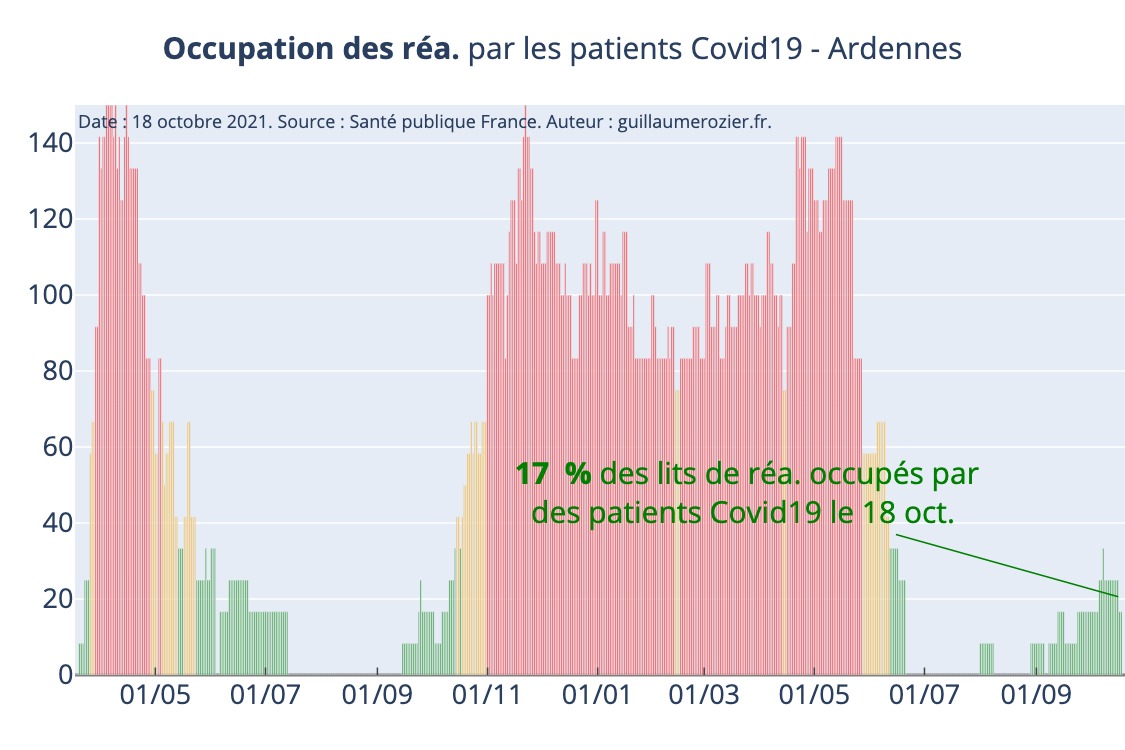 Occupation des réa. par les patients Covid19 - Ardennes
Date : 18 octobre 2021. Source : Santé publique France. Auteur : guillaumerozier.fr.
140
120
100
80
60
17 % des lits de réa. occupés par
des patients Covid19 le 18 oct.
40
20
0
01/05 01/07 01/09 01/11 01/01 01/03 01/05 01/07 01/09